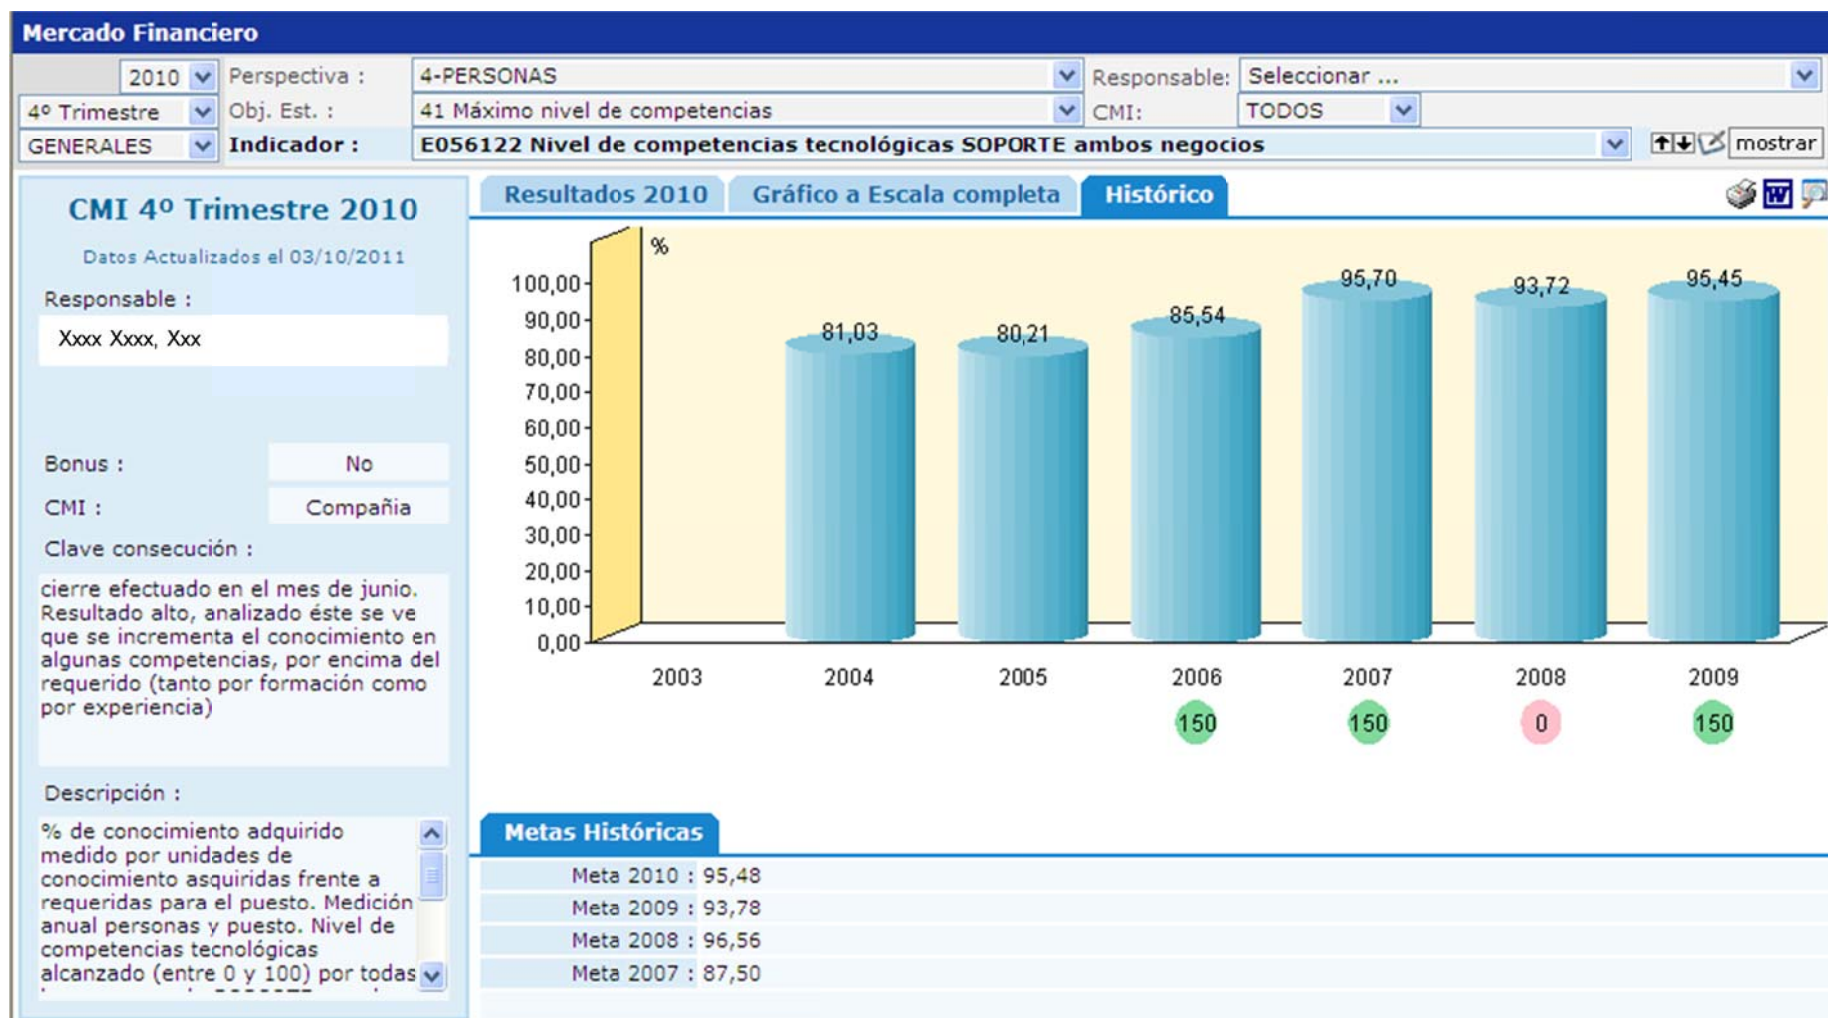 Mercado Financiero
2010 Perspectiva : 4-PERSONAS Responsable: Seleccionar ...
4º Trimestre Obj. Est. : 41 Máximo nivel de competencias CMI: TODOS
GENERALES Indicador : E056122 Nivel de competencias tecnológicas SOPORTE ambos negocios mostrar
CMI 4º Trimestre 2010
Datos Actualizados el 03/10/2011
Responsable :
Xxxx Xxxx, Xxx
Bonus : No
CMI : Compañia
Clave consecución :
cierre efectuado en el mes de junio.
Resultado alto, analizado éste se ve
que se incrementa el conocimiento en
algunas competencias, por encima del
requerido (tanto por formación como
por experiencia)
Descripción :
% de conocimiento adquirido
medido por unidades de
conocimiento asquiridas frente a
requeridas para el puesto. Medición
anual personas y puesto. Nivel de
competencias tecnológicas
alcanzado (entre 0 y 100) por todas
Resultados 2010 Gráfico a Escala completa Histórico
W
%
100,00
90,00
80,00
70,00
60,00
50,00
40,00
30,00
20,00
10,00
0,00
81,03 80,21 85,54 95,70 93,72 95,45
2003 2004 2005 2006 2007 2008 2009
150 150 0 150
Metas Históricas
Meta 2010 : 95,48
Meta 2009 : 93,78
Meta 2008 : 96,56
Meta 2007 : 87,50